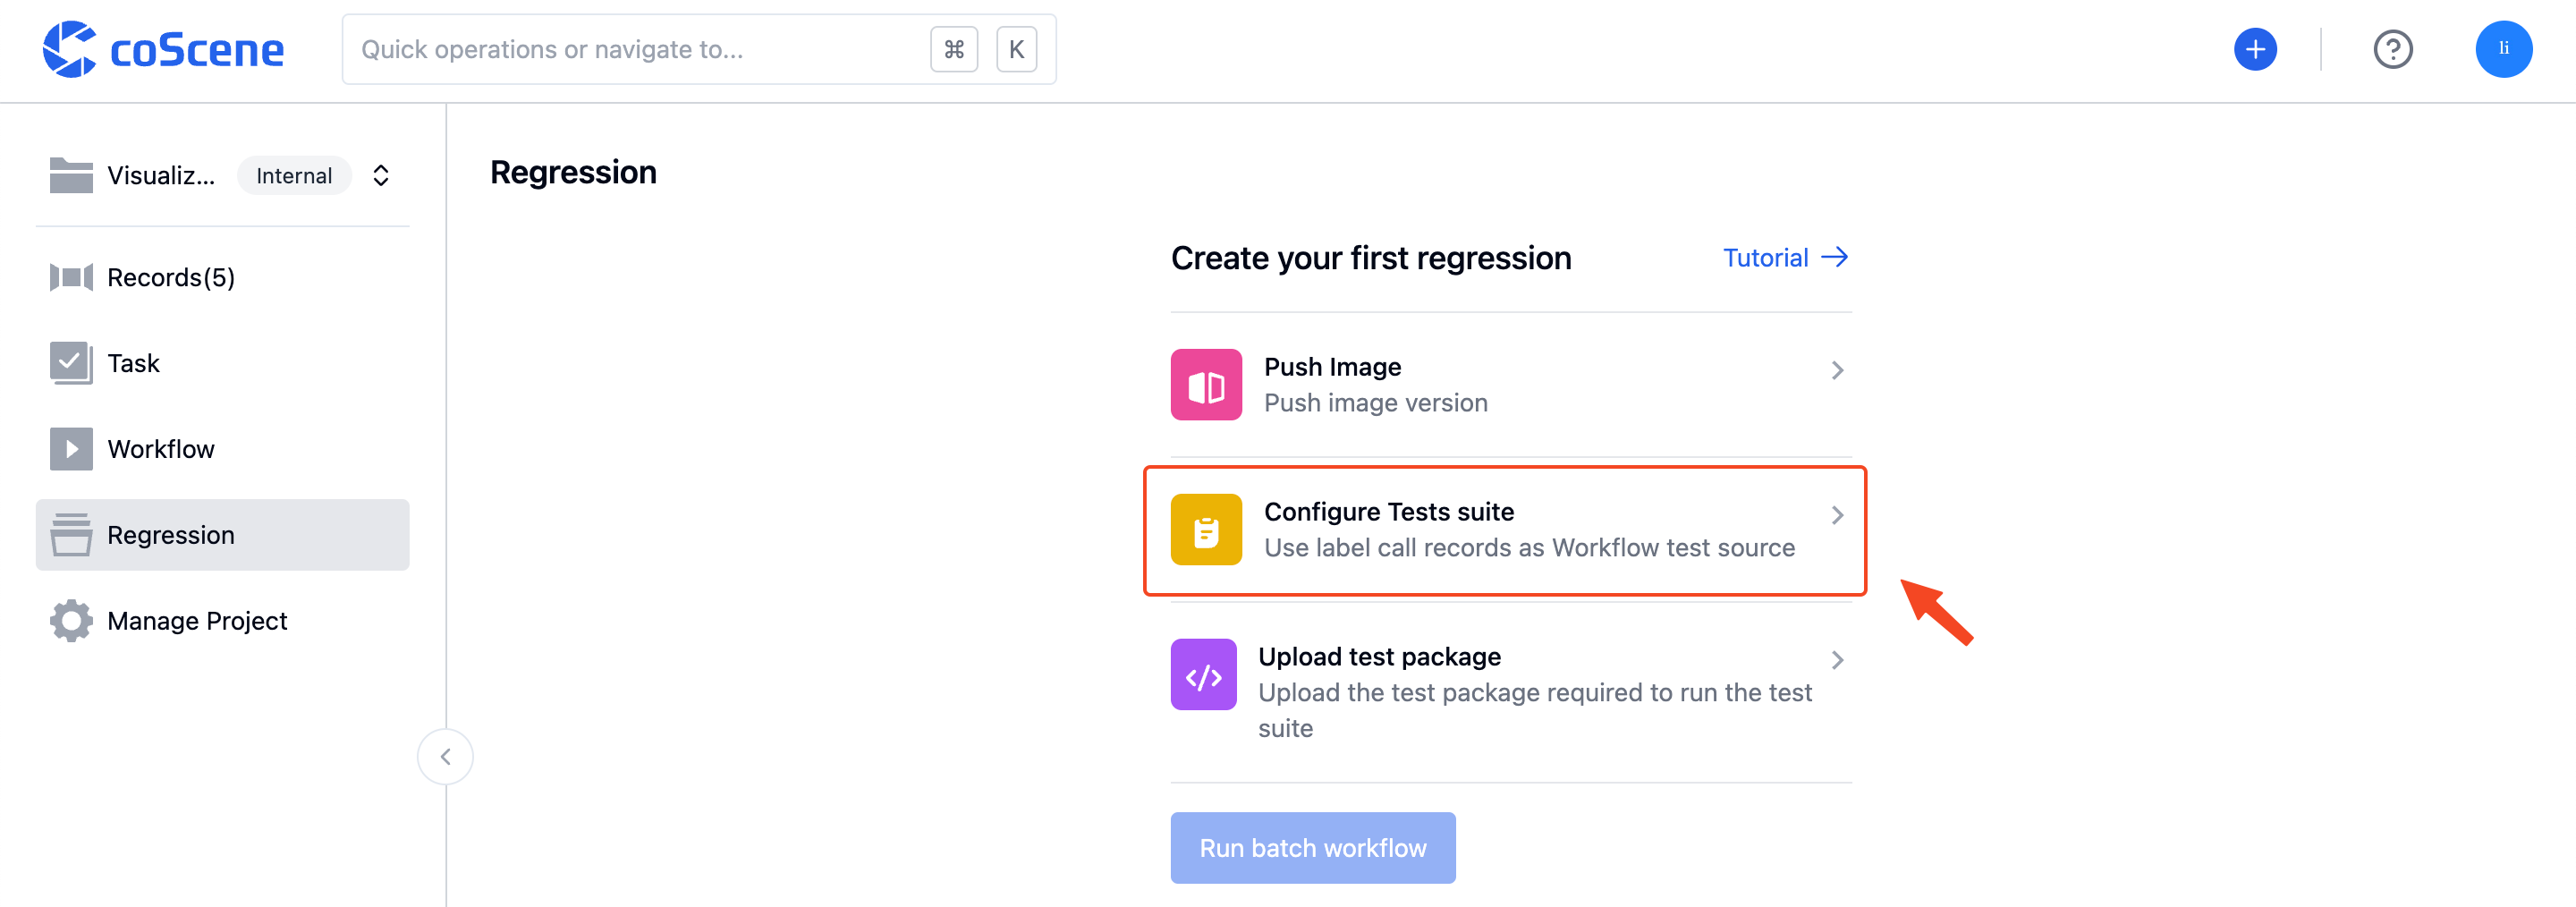 coScene
Quick operations or navigate to...
⌘ K
li
Visualiz...
Internal
Records(5)
Task
Workflow
Regression
Manage Project
Regression
Create your first regression
Tutorial
Push Image
Push image version
Configure Tests suite
Use label call records as Workflow test source
Upload test package
Upload the test package required to run the test
suite
Run batch workflow